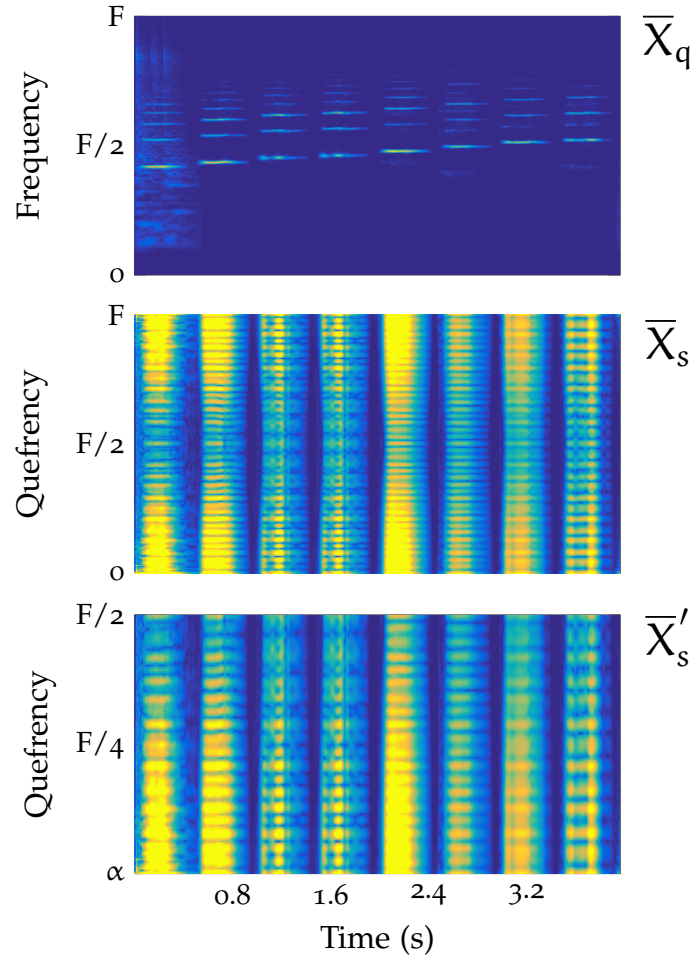 F
X̅q
Frequency
F/2
0
F
X̅s
Quefrency
F/2
0
F/2
X̅s′
Quefrency
F/4
α
0.8 1.6 2.4 3.2
Time (s)